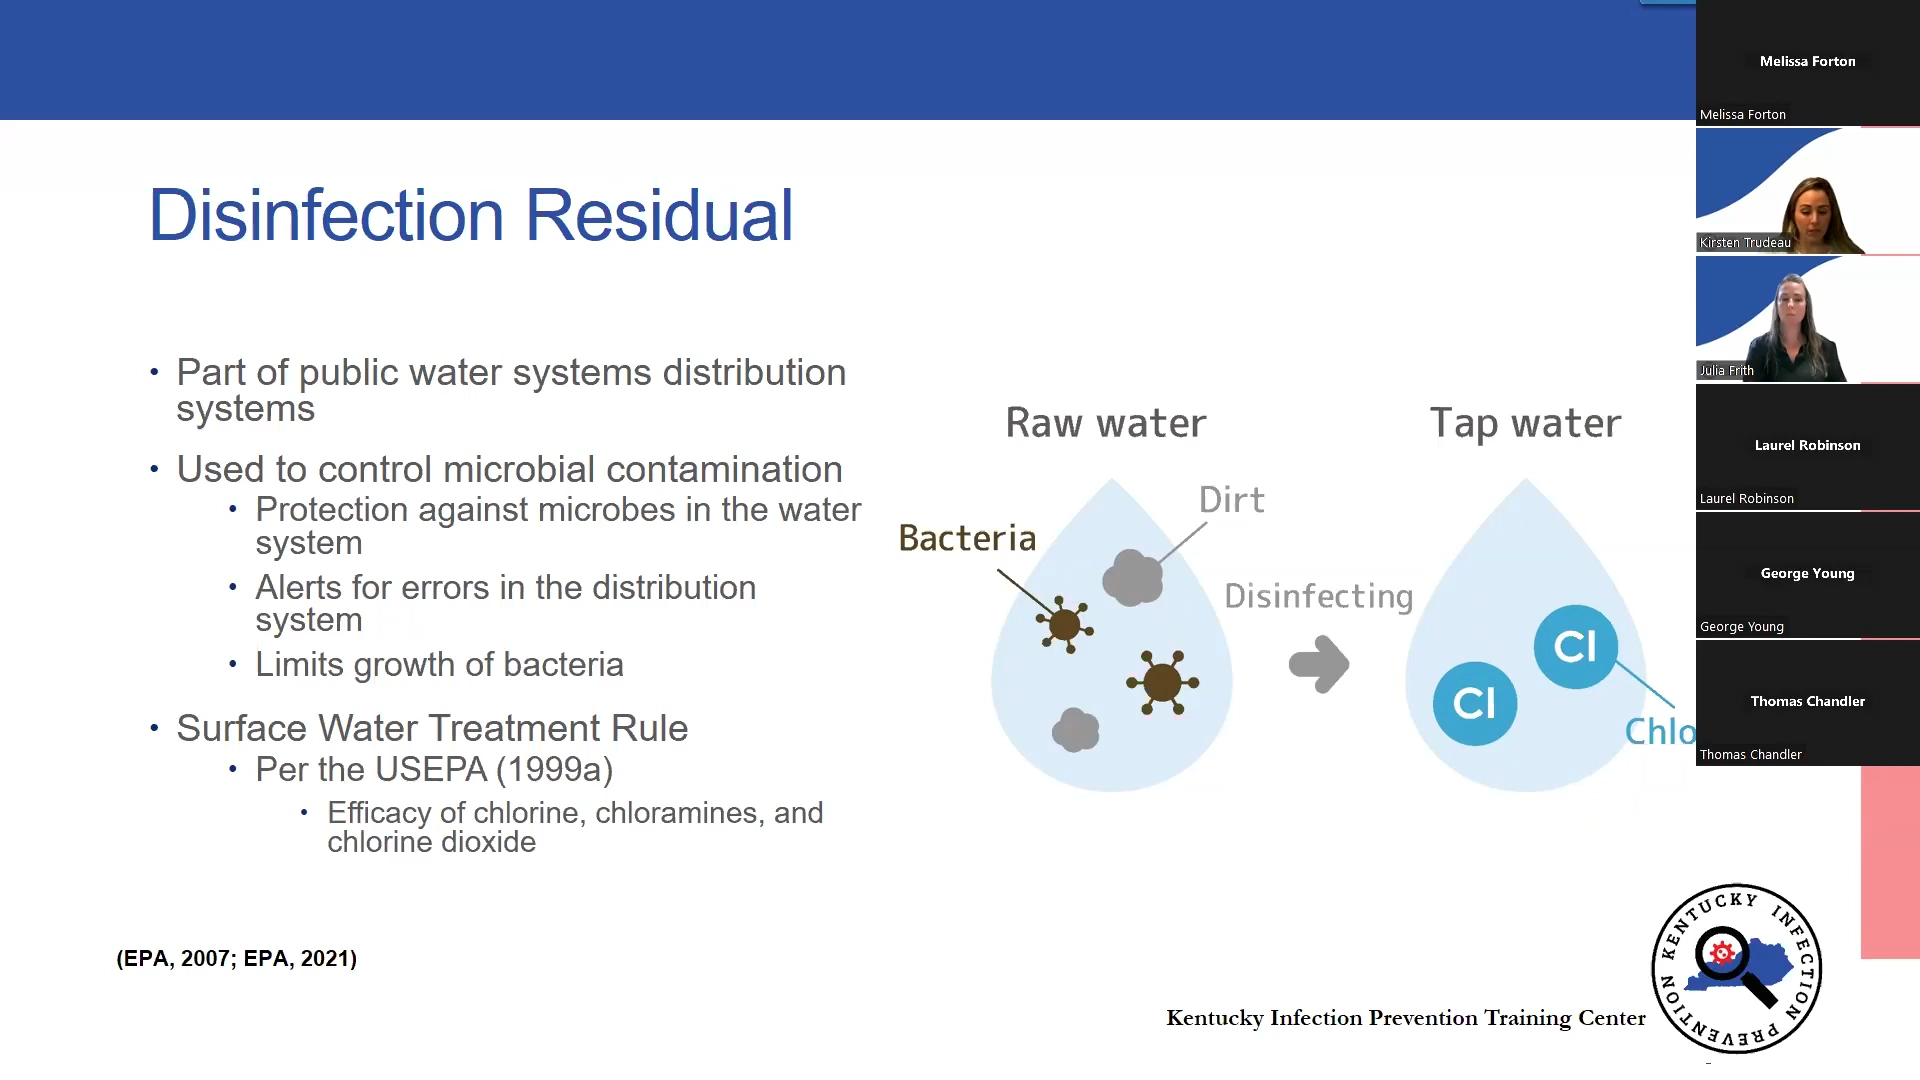 Disinfection Residual
• Part of public water systems distribution
systems
• Used to control microbial contamination
• Protection against microbes in the water
system
• Alerts for errors in the distribution
system
• Limits growth of bacteria
• Surface Water Treatment Rule
• Per the USEPA (1999a)
• Efficacy of chlorine, chloramines, and
chlorine dioxide
(EPA, 2007; EPA, 2021)
Raw water
Tap water
Dirt
Bacteria
Disinfecting
Cl
Cl
Chlo
Kentucky Infection Prevention Training Center
KENTUCKY INFECTION PREVENTION
Melissa Forton
Melissa Forton
Kirsten Trudeau
Julia Frith
Laurel Robinson
Laurel Robinson
George Young
George Young
Thomas Chandler
Thomas Chandler